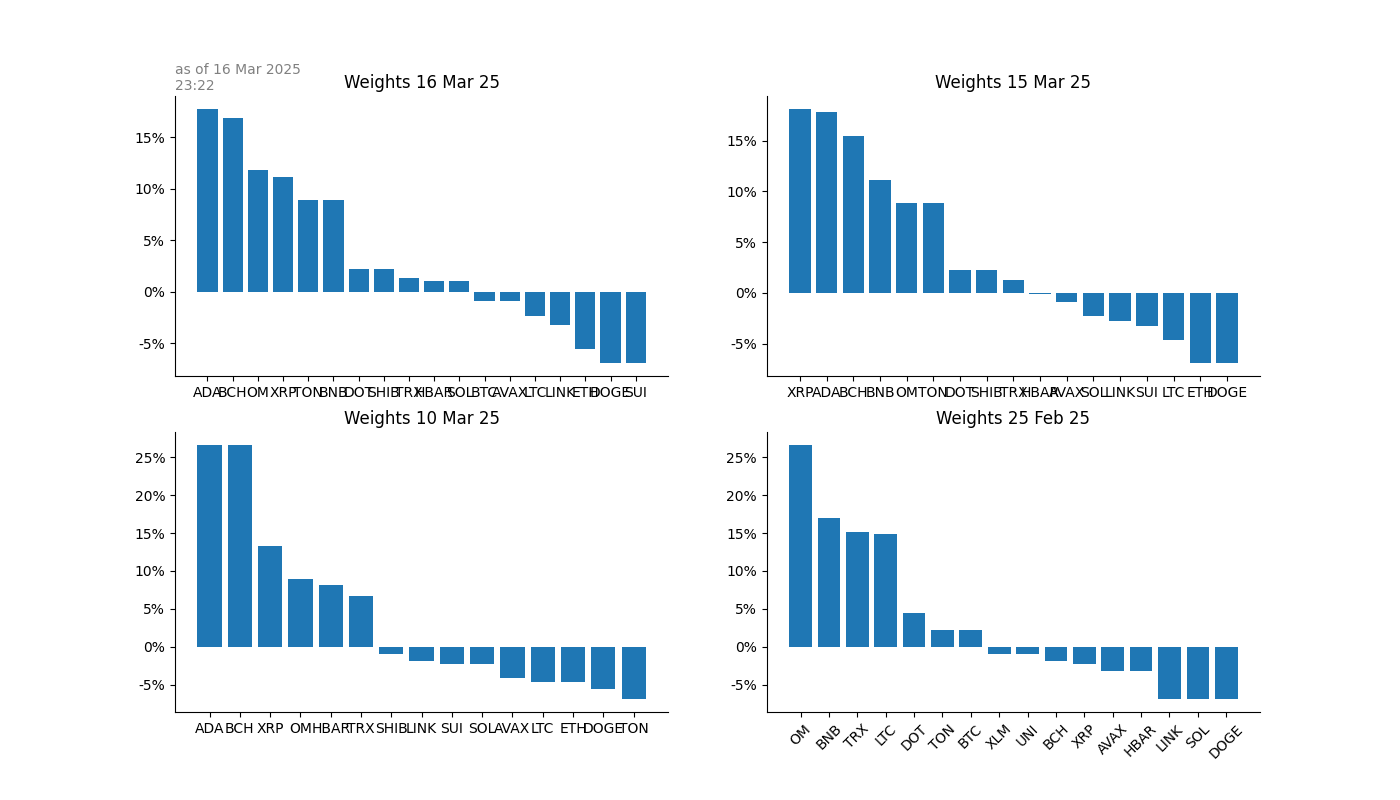 as of 16 Mar 2025
23:22
Weights 16 Mar 25
15%
10%
5%
0%
-5%
ADA BCH OM XRP TON BNB DOT SHIB TRX HBAR SOL BTC AVAX LTC LINK ETH DOGE SUI
Weights 15 Mar 25
15%
10%
5%
0%
-5%
XRP ADA BCH BNB OM TON DOT SHIB TRX HBAR AVAX SOL LINK SUI LTC ETH DOGE
Weights 10 Mar 25
25%
20%
15%
10%
5%
0%
-5%
ADA BCH XRP OM HBAR TRX SHIB LINK SUI SOL AVAX LTC ETH DOGE TON
Weights 25 Feb 25
25%
20%
15%
10%
5%
0%
-5%
OM BNB TRX LTC DOT TON BTC XLM UNI BCH XRP AVAX HBAR LINK SOL DOGE